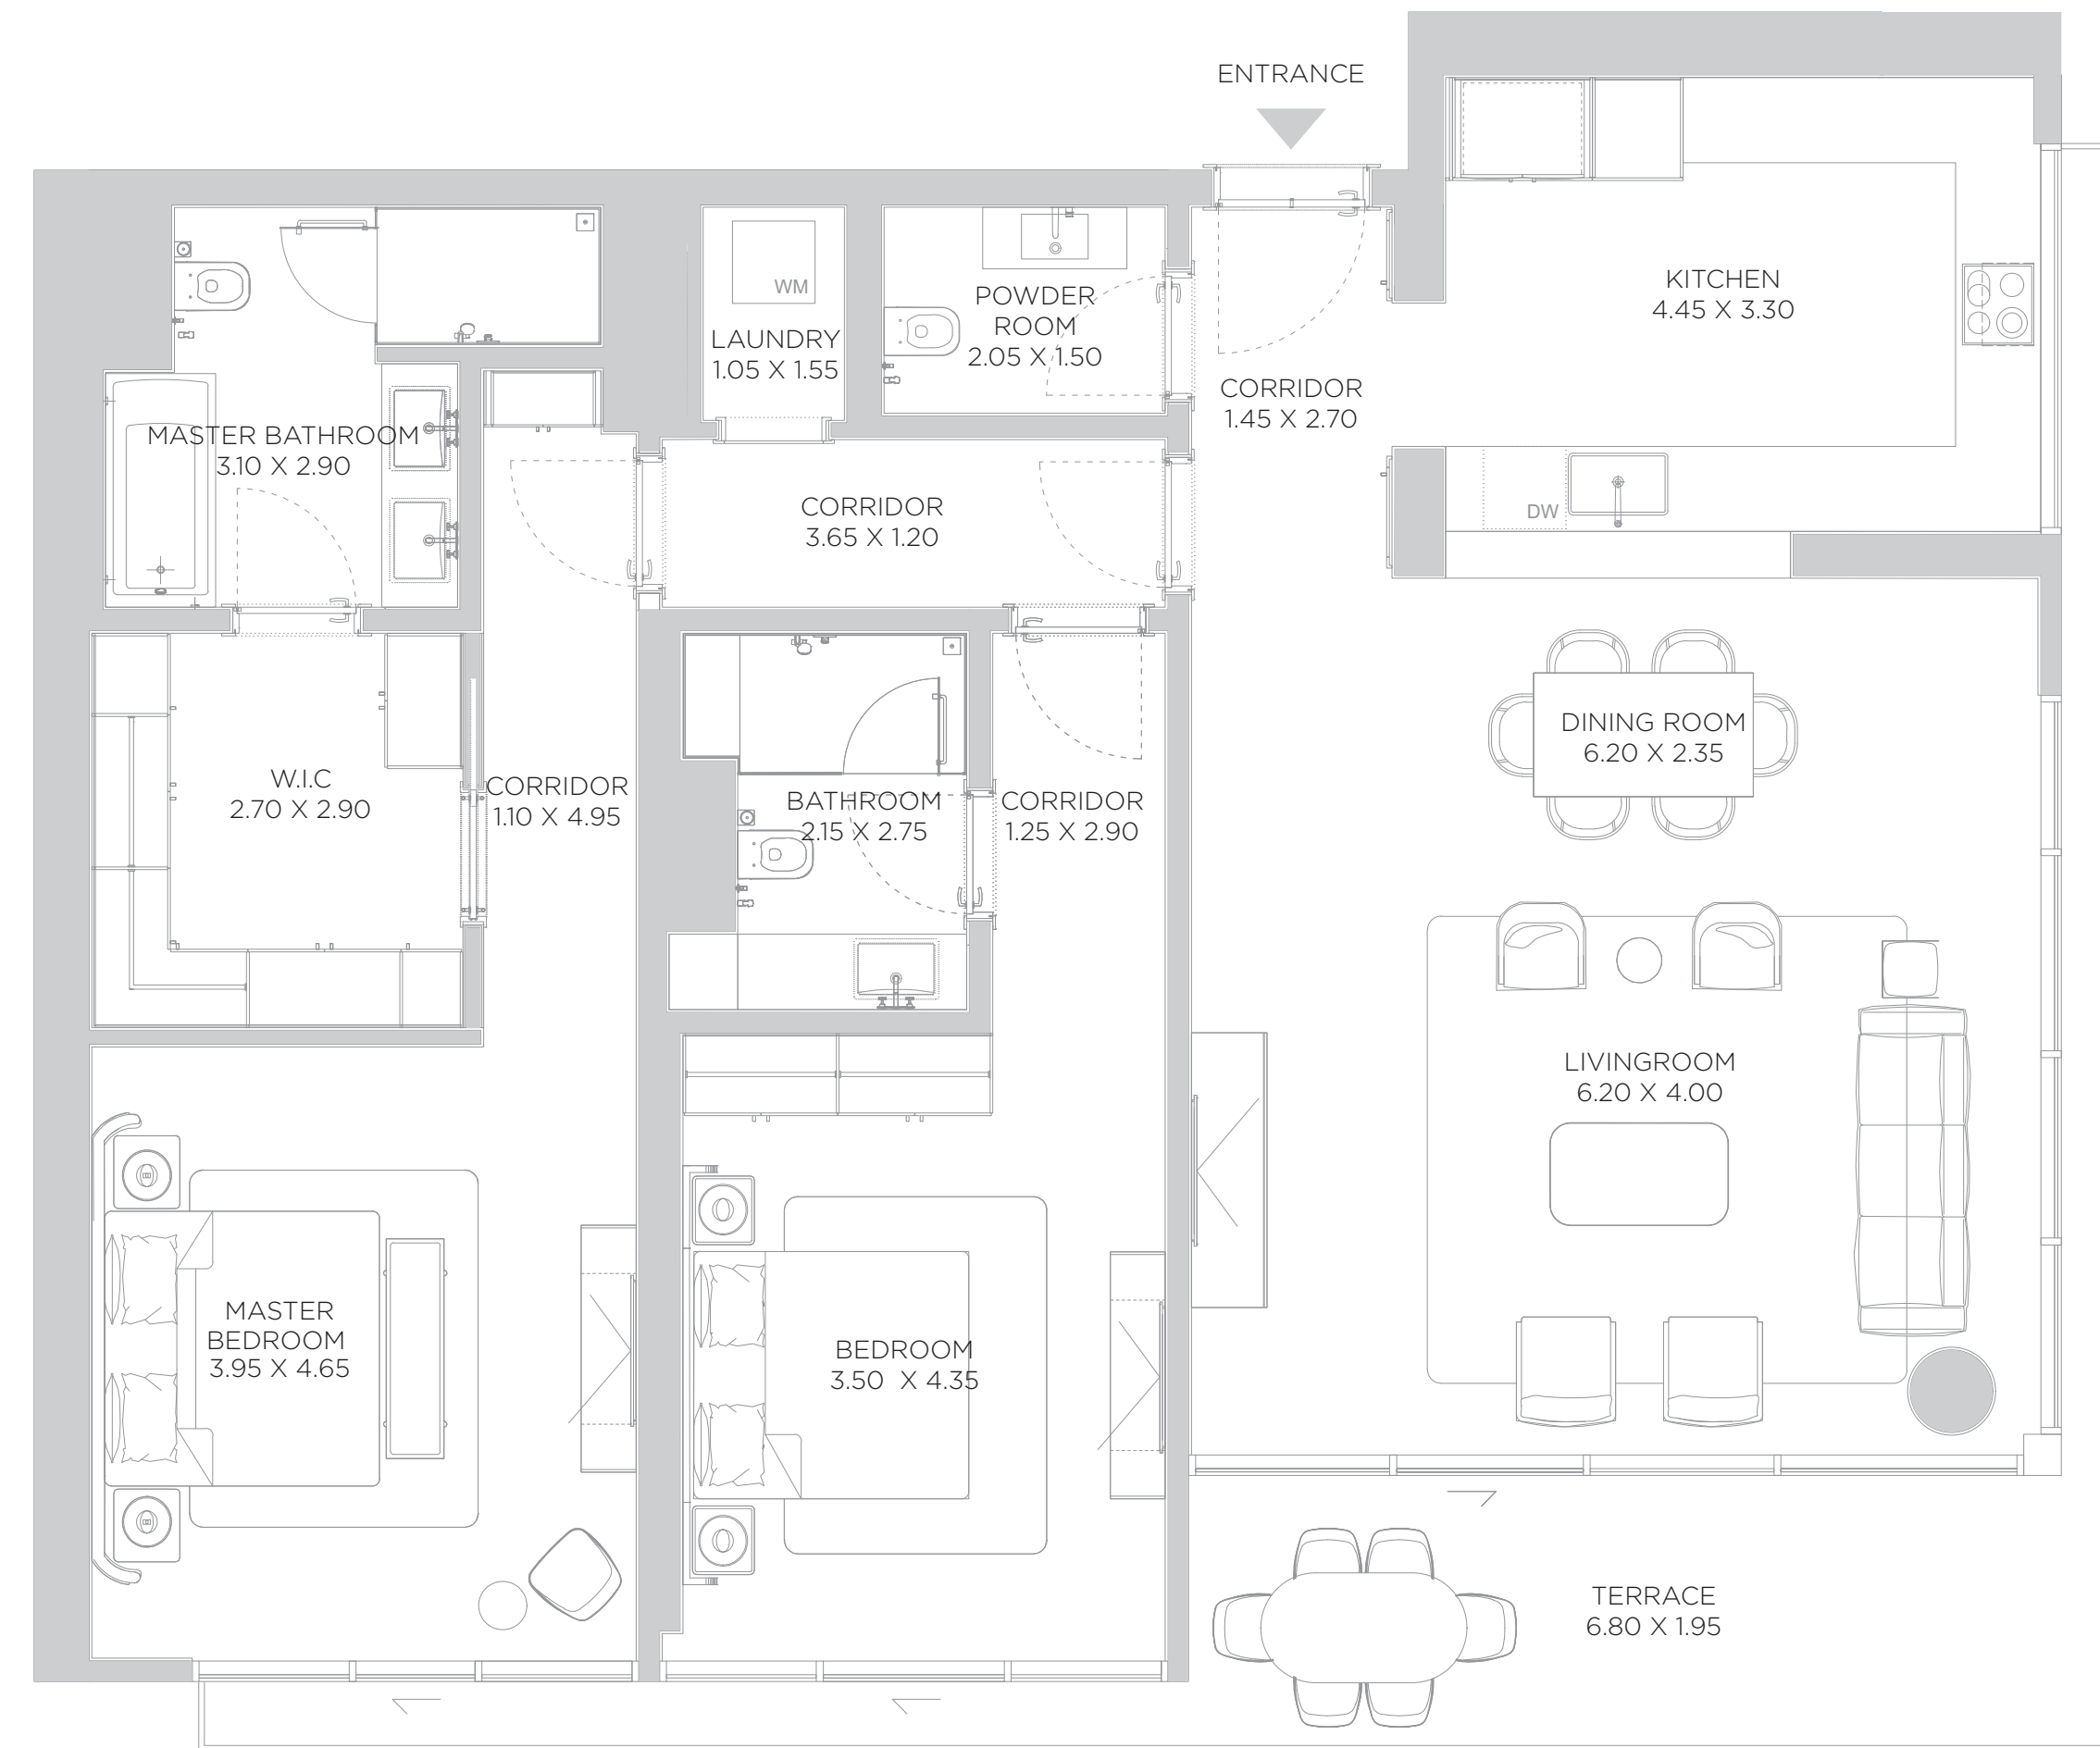 ENTRANCE
KITCHEN
4.45 X 3.30
WM
LAUNDRY
1.05 X 1.55
POWDER
ROOM
2.05 X 1.50
CORRIDOR
1.45 X 2.70
MASTER BATHROOM
3.10 X 2.90
CORRIDOR
3.65 X 1.20
DW
DINING ROOM
6.20 X 2.35
W.I.C
2.70 X 2.90
CORRIDOR
1.10 X 4.95
BATHROOM
2.15 X 2.75
CORRIDOR
1.25 X 2.90
LIVINGROOM
6.20 X 4.00
MASTER
BEDROOM
3.95 X 4.65
BEDROOM
3.50 X 4.35
TERRACE
6.80 X 1.95